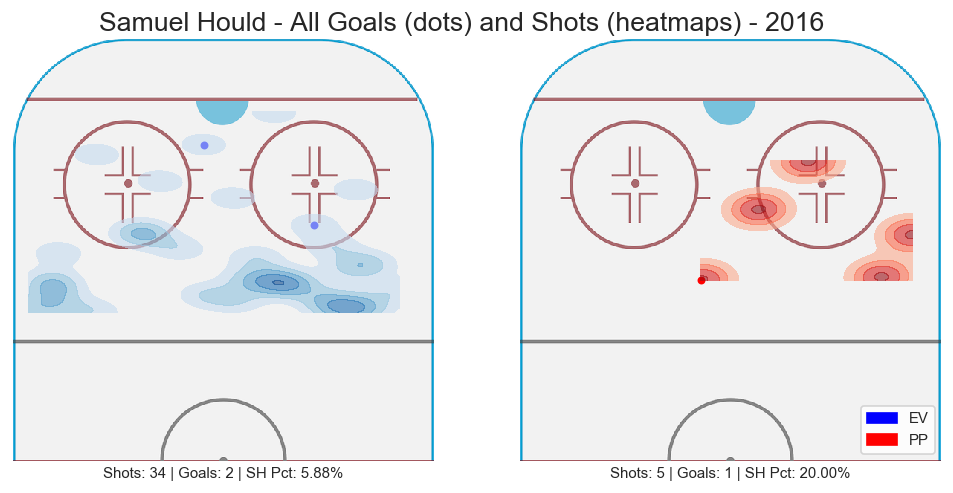 Samuel Hould - All Goals (dots) and Shots (heatmaps) - 2016
EV
PP
Shots: 34 | Goals: 2 | SH Pct: 5.88%
Shots: 5 | Goals: 1 | SH Pct: 20.00%